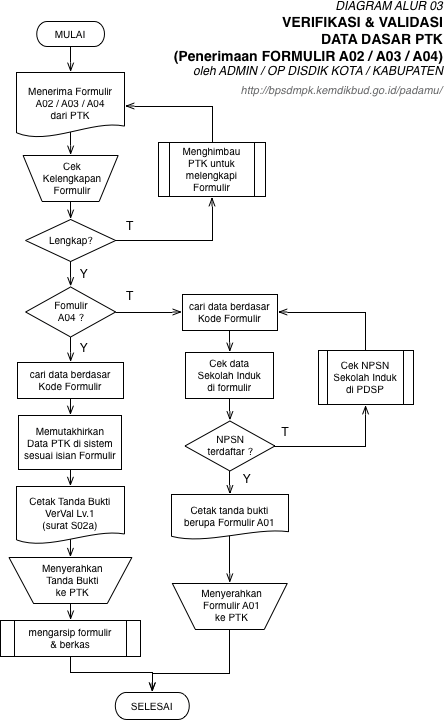 DIAGRAM ALUR 03
VERIFIKASI & VALIDASI
DATA DASAR PTK
(Penerimaan FORMULIR A02 / A03 / A04)
oleh ADMIN / OP DISDIK KOTA / KABUPATEN
http://bpsdmpk.kemdikbud.go.id/padamu/
MULAI
Menerima Formulir
A02 / A03 / A04
dari PTK
Cek
Kelengkapan
Formulir
Menghimbau
PTK untuk
melengkapi
Formulir
Lengkap?
T
Y
Fomulir
A04 ?
T
Y
cari data berdasar
Kode Formulir
Memutakhirkan
Data PTK di sistem
sesuai isian Formulir
Cetak Tanda Bukti
VerVal Lv.1
(surat S02a)
Menyerahkan
Tanda Bukti
ke PTK
mengarsip formulir
& berkas
cari data berdasar
Kode Formulir
Cek data
Sekolah Induk
di formulir
Cek NPSN
Sekolah Induk
di PDSP
NPSN
terdaftar ?
T
Y
Cetak tanda bukti
berupa Formulir A01
Menyerahkan
Formulir A01
ke PTK
SELESAI